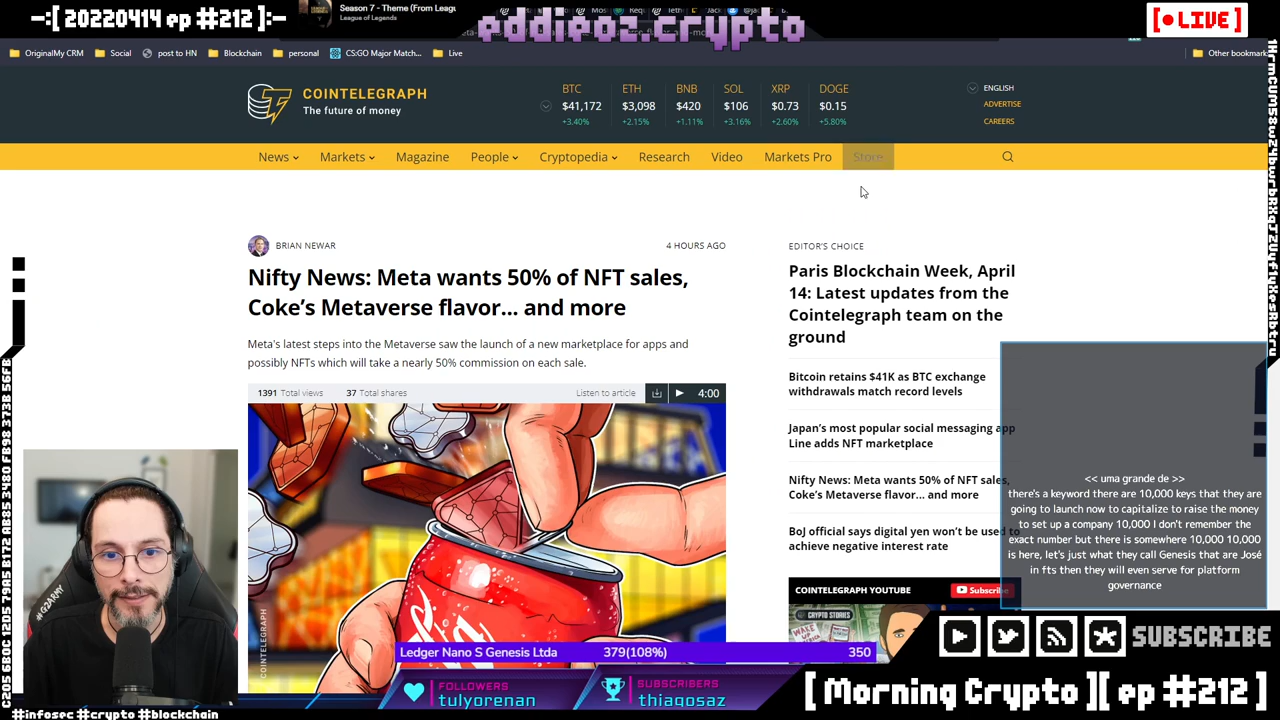 -:[ 20220414 ep #212 ]:-
Season 7 - Theme (From Leagu
League of Legends
eddieoz.crypto
[ ● LIVE ]
OriginalMy CRM
Social
post to HN
Blockchain
personal
CS:GO Major Match...
Live
Other bookmark
COINTELEGRAPH
The future of money
BTC ETH BNB SOL XRP DOGE
$41,172 $3,098 $420 $106 $0.73 $0.15
+3.40% +2.15% +1.11% +3.16% +2.60% +5.80%
ENGLISH
ADVERTISE
CAREERS
News Markets Magazine People Cryptopedia Research Video Markets Pro Store
BRIAN NEWAR
4 HOURS AGO
Nifty News: Meta wants 50% of NFT sales,
Coke's Metaverse flavor... and more
Meta's latest steps into the Metaverse saw the launch of a new marketplace for apps and
possibly NFTs which will take a nearly 50% commission on each sale.
1391 Total views
37 Total shares
Listen to article
4:00
COINTELEGRAPH
EDITOR'S CHOICE
Paris Blockchain Week, April
14: Latest updates from the
Cointelegraph team on the
ground
Bitcoin retains $41K as BTC exchange
withdrawals match record levels
Japan's most popular social messaging app
Line adds NFT marketplace
Nifty News: Meta wants 50% of NFT sales,
Coke's Metaverse flavor... and more
BoJ official says digital yen won't be used to
achieve negative interest rate
COINTELEGRAPH YOUTUBE
Subscribe
CRYPTO STORIES
<< uma grande de >>
there's a keyword there are 10,000 keys that they are
going to launch now to capitalize to raise the money
to set up a company 10,000 I don't remember the
exact number but there is somewhere 10,000 10,000
is here, let's just what they call Genesis that are José
in fts then they will even serve for platform
governance
#G2ARMY
Ledger Nano S Genesis Ltda
379(108%)
350
FOLLOWERS
tulyorenan
SUBSCRIBERS
thiagosaz
SUBSCRIBE
[ Morning Crypto ][ ep #212 ]
#infosec #crypto #blockchain